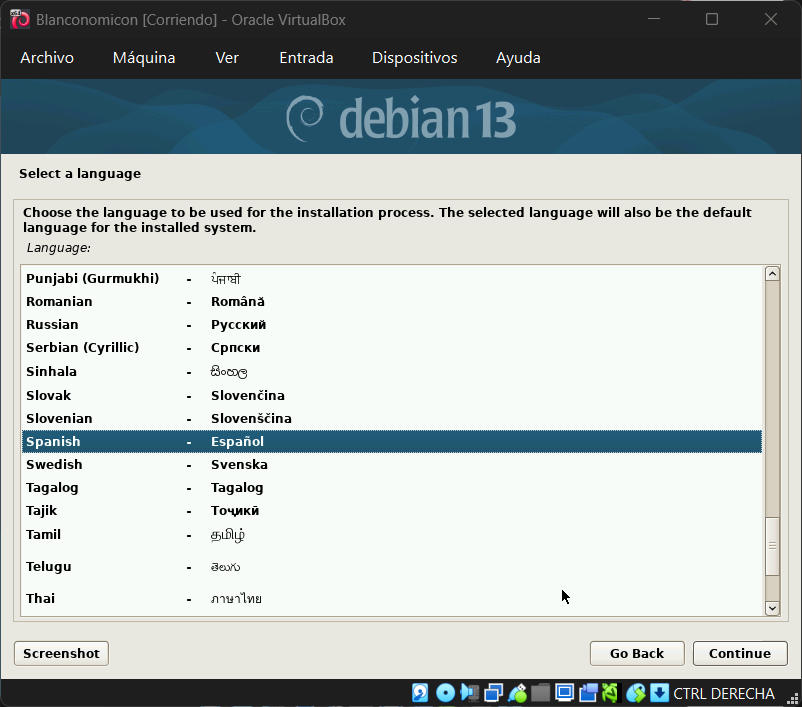 Blanconomicon [Corriendo] - Oracle VirtualBox
Archivo Máquina Ver Entrada Dispositivos Ayuda
debian 13
Select a language
Choose the language to be used for the installation process. The selected language will also be the default
language for the installed system.
Language:
Punjabi (Gurmukhi) - ਪੰਜਾਬੀ
Romanian - Română
Russian - Русский
Serbian (Cyrillic) - Српски
Sinhala - සිංහල
Slovak - Slovenčina
Slovenian - Slovenščina
Spanish - Español
Swedish - Svenska
Tagalog - Tagalog
Tajik - Тоҷикӣ
Tamil - தமிழ்
Telugu - తెలుగు
Thai - ภาษาไทย
Screenshot Go Back Continue
CTRL DERECHA